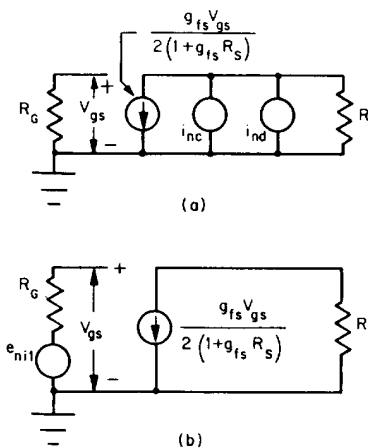 g_fs V_gs
2(1+g_fs R_S)
R_G
+
V_gs
-
i_nc
i_nd
R
(a)
R_G
+
V_gs
e_ni1
-
g_fs V_gs
2(1+g_fs R_S)
R
(b)